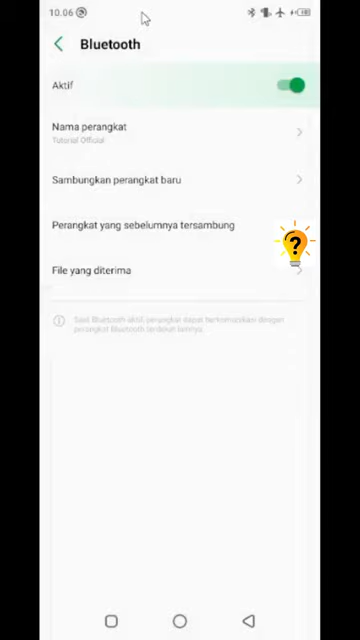 10.06
Bluetooth
Aktif
Nama perangkat
Tutorial Official
Sambungkan perangkat baru
Perangkat yang sebelumnya tersambung
File yang diterima
Saat Bluetooth aktif, perangkat dapat berkomunikasi dengan
perangkat Bluetooth terdekat lainnya.